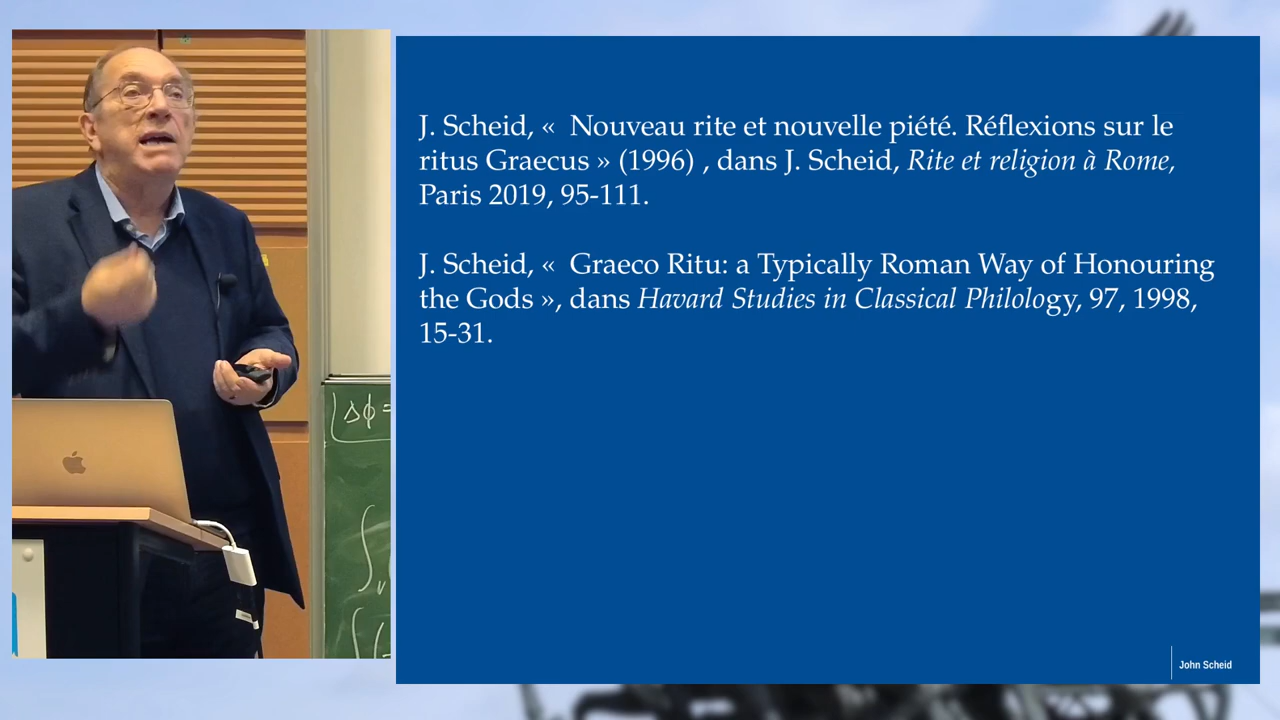 J. Scheid, «  Nouveau rite et nouvelle piété. Réflexions sur le
ritus Graecus » (1996) , dans J. Scheid, Rite et religion à Rome,
Paris 2019, 95-111.
J. Scheid, «  Graeco Ritu: a Typically Roman Way of Honouring
the Gods », dans Havard Studies in Classical Philology, 97, 1998,
15-31.
John Scheid
Δϕ =